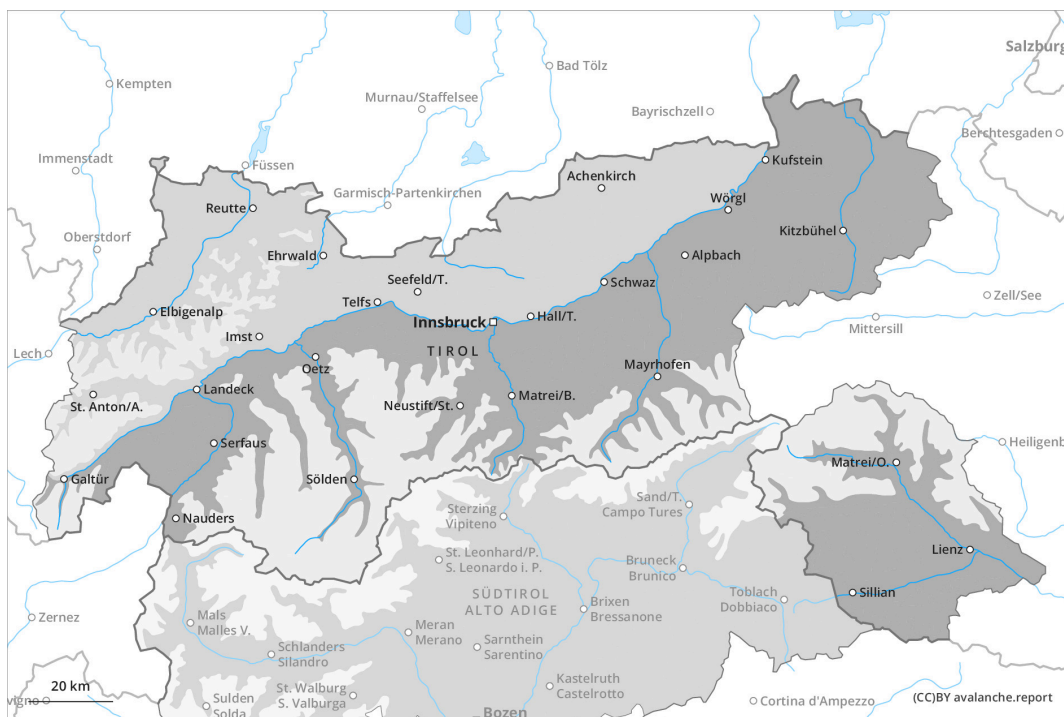 Salzburg
Kempten
Bad Tölz
Murnau/Staffelsee
Bayrischzell
Berchtesgaden
Immenstadt
Füssen
Kufstein
Achenkirch
Garmisch-Partenkirchen
Reutte
Wörgl
Kitzbühel
Oberstdorf
Ehrwald
Alpbach
Seefeld/T.
Schwaz
Zell/See
Telfs
Elbigenalp
Innsbruck
Hall/T.
Mittersill
Imst
TIROL
Lech
Oetz
Mayrhofen
Landeck
St. Anton/A.
Neustift/St.
Matrei/B.
Serfaus
Heiligenb
Matrei/O.
Galtür
Sölden
Sterzing
Vipiteno
Sand/T.
Campo Tures
Nauders
St. Leonhard/P.
S. Leonardo i. P.
Lienz
Bruneck
Brunico
SÜDTIROL
ALTO ADIGE
Toblach
Dobbiaco
Sillian
Zernez
Mals
Malles V.
Brixen
Bressanone
Meran
Merano
Sarnthein
Sarentino
Schlanders
Silandro
20 km
vigno
Sulden
Solda
St. Walburg
S. Valburga
Kastelruth
Castelrotto
Cortina d'Ampezzo
(CC)BY avalanche.report
Bozen